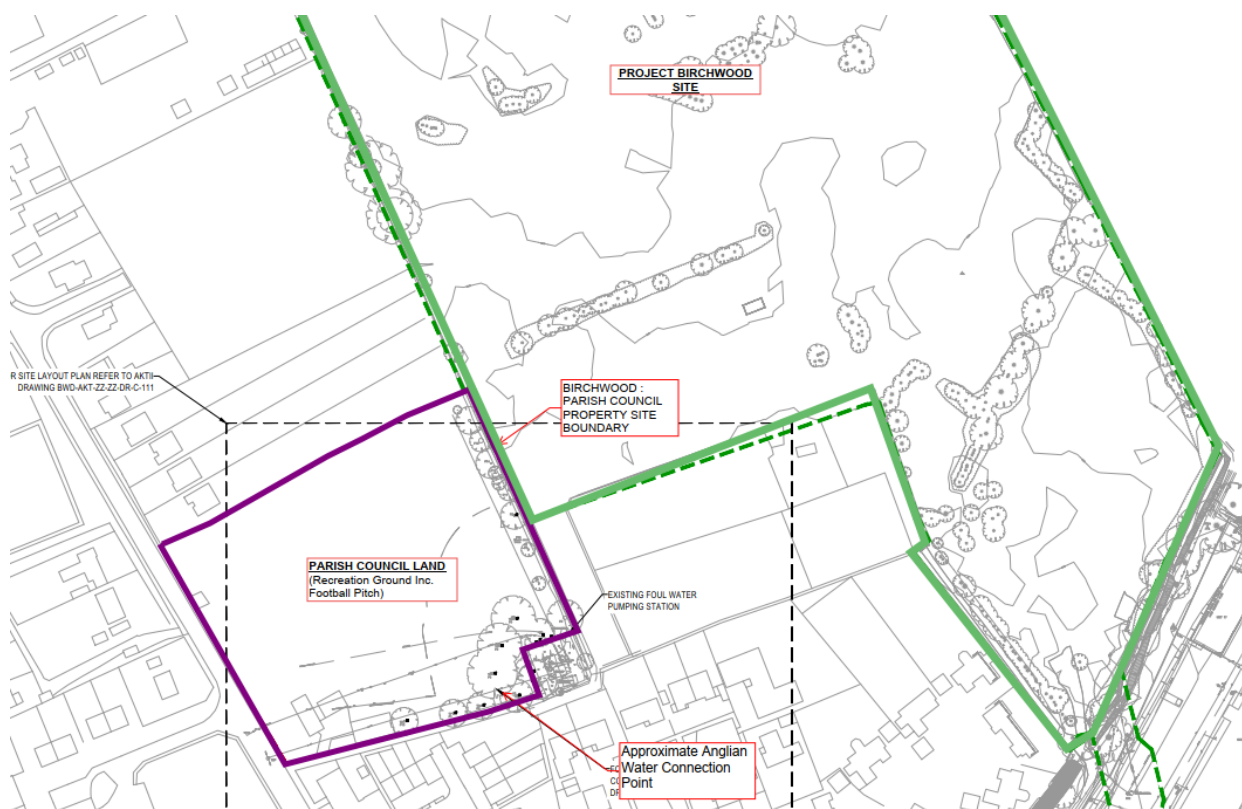 PROJECT BIRCHWOOD
SITE
R SITE LAYOUT PLAN REFER TO AKTII
DRAWING BWD-AKT-ZZ-ZZ-DR-C-111
BIRCHWOOD :
PARISH COUNCIL
PROPERTY SITE
BOUNDARY
PARISH COUNCIL LAND
(Recreation Ground Inc.
Football Pitch)
EXISTING FOUL WATER
PUMPING STATION
Approximate Anglian
Water Connection
Point